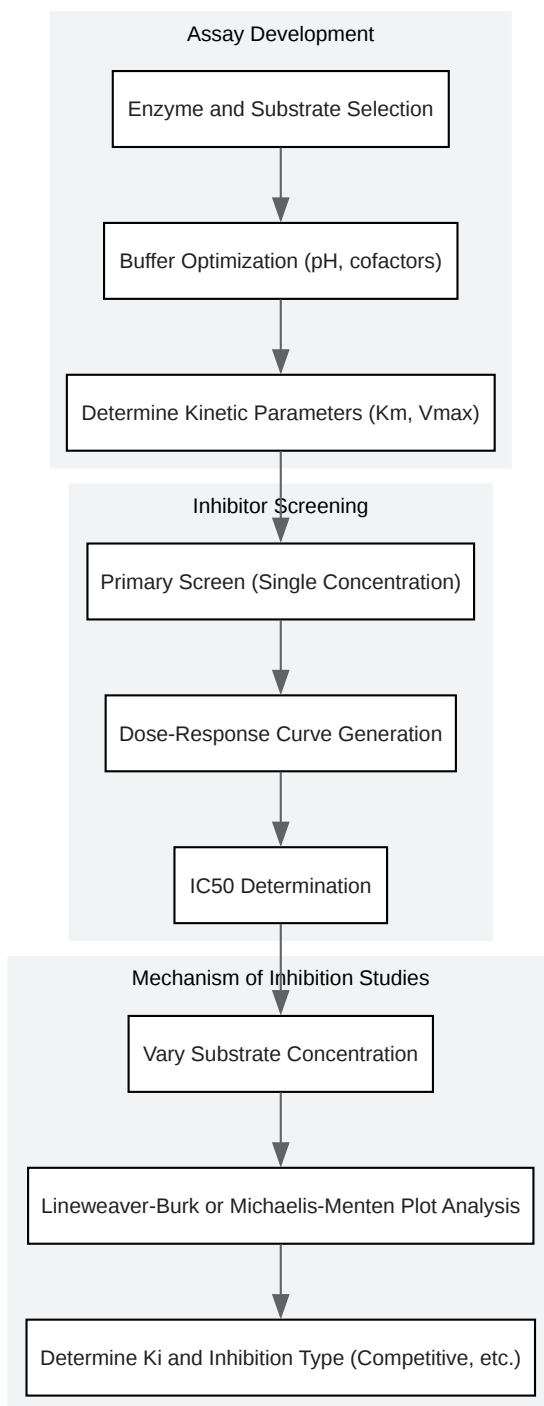 Assay Development
Enzyme and Substrate Selection
Buffer Optimization (pH, cofactors)
Determine Kinetic Parameters (Km, Vmax)
Inhibitor Screening
Primary Screen (Single Concentration)
Dose-Response Curve Generation
IC50 Determination
Mechanism of Inhibition Studies
Vary Substrate Concentration
Lineweaver-Burk or Michaelis-Menten Plot Analysis
Determine Ki and Inhibition Type (Competitive, etc.)